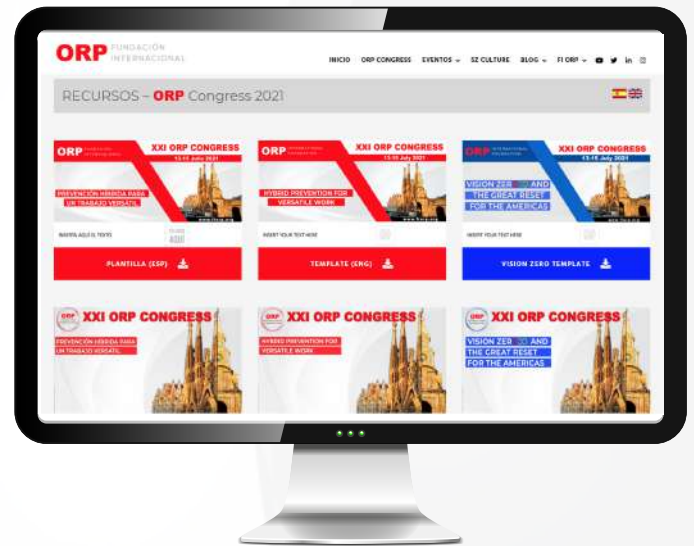 ORP FUNDACIÓN
INTERNACIONAL
INICIO ORP CONGRESS EVENTOS SZ CULTURE BLOG FI ORP
RECURSOS – ORP Congress 2021
ORP
XXI ORP CONGRESS
13-15 Julio 2021
PREVENCIÓN HÍBRIDA PARA
UN TRABAJO VERSÁTIL
PLANTILLA (ESP)
ORP
XXI ORP CONGRESS
13-15 July 2021
HYBRID PREVENTION FOR
VERSATILE WORK
INSERT YOUR TEXT HERE
TEMPLATE (ENG)
ORP
XXI ORP CONGRESS
13-15 July 2021
VISION ZERO AND
THE GREAT RESET
FOR THE AMERICAS
INSERT YOUR TEXT HERE
VISION ZERO TEMPLATE
ORP XXI ORP CONGRESS
PREVENCIÓN HÍBRIDA PARA
UN TRABAJO VERSÁTIL
ORP XXI ORP CONGRESS
HYBRID PREVENTION FOR
VERSATILE WORK
ORP XXI ORP CONGRESS
VISION ZERO AND
THE GREAT RESET
FOR THE AMERICAS